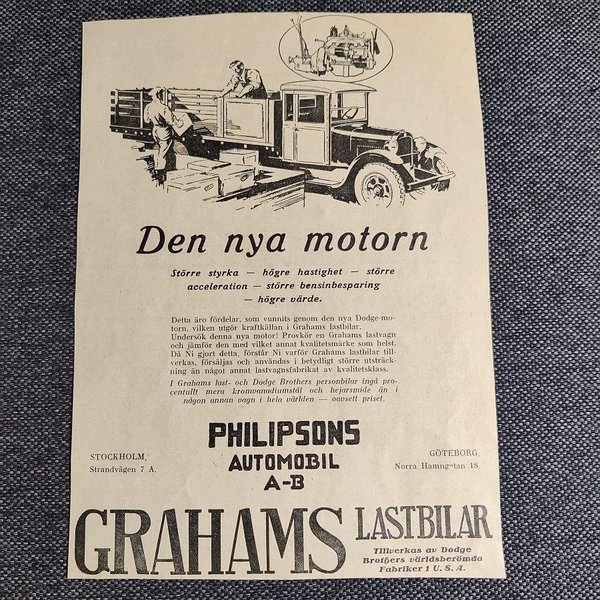 Den nya motorn
Större styrka — högre hastighet — större
acceleration — större bensinbesparing
— högre värde.
Detta äro fördelar, som vunnits genom den nya Dodge-mo-
torn, vilken utgör kraftkällan i Grahams lastbilar.
Undersök denna nya motor! Provkör en Grahams lastvagn
och jämför den med vilket annat kvalitetsmärke som helst.
Då Ni gjort detta, förstår Ni varför Grahams lastbilar till-
verkas, försäljas och användas i betydligt större utsträck-
ning än något annat lastvagnsfabrikat av kvalitetsklass.
I Grahams last- och Dodge Brothers personbilar ingå pro-
centuellt mera kromvanadiumstål och hejarsmide än i
någon annan vagn i hela världen — oavsett priset.
PHILIPSONS
AUTOMOBIL
A-B
STOCKHOLM,
Strandvägen 7 A.
GÖTEBORG,
Norra Hamngatan 18.
GRAHAMS LASTBILAR
Tillverkas av Dodge
Brothers världsberömda
Fabriker i U. S. A.